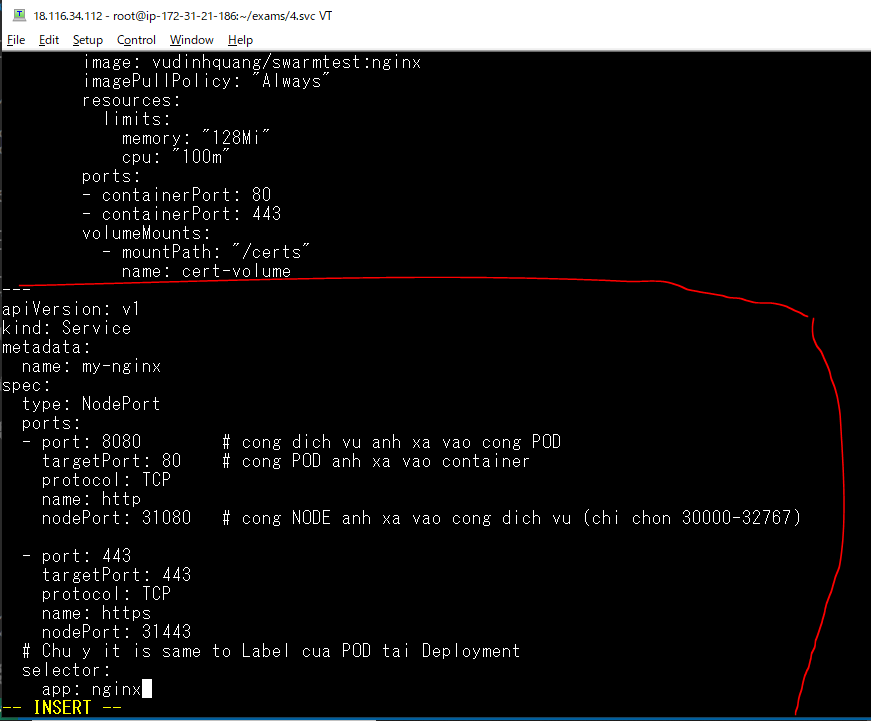 18.116.34.112 - root@ip-172-31-21-186:~/exams/4.svc VT
File Edit Setup Control Window Help
image: vudinhquang/swarmtest:nginx
imagePullPolicy: "Always"
resources:
limits:
memory: "128Mi"
cpu: "100m"
ports:
- containerPort: 80
- containerPort: 443
volumeMounts:
- mountPath: "/certs"
name: cert-volume
---
apiVersion: v1
kind: Service
metadata:
name: my-nginx
spec:
type: NodePort
ports:
- port: 8080 # cong dich vu anh xa vao cong POD
targetPort: 80 # cong POD anh xa vao container
protocol: TCP
name: http
nodePort: 31080 # cong NODE anh xa vao cong dich vu (chi chon 30000-32767)
- port: 443
targetPort: 443
protocol: TCP
name: https
nodePort: 31443
# Chu y it is same to Label cua POD tai Deployment
selector:
app: nginx
-- INSERT --